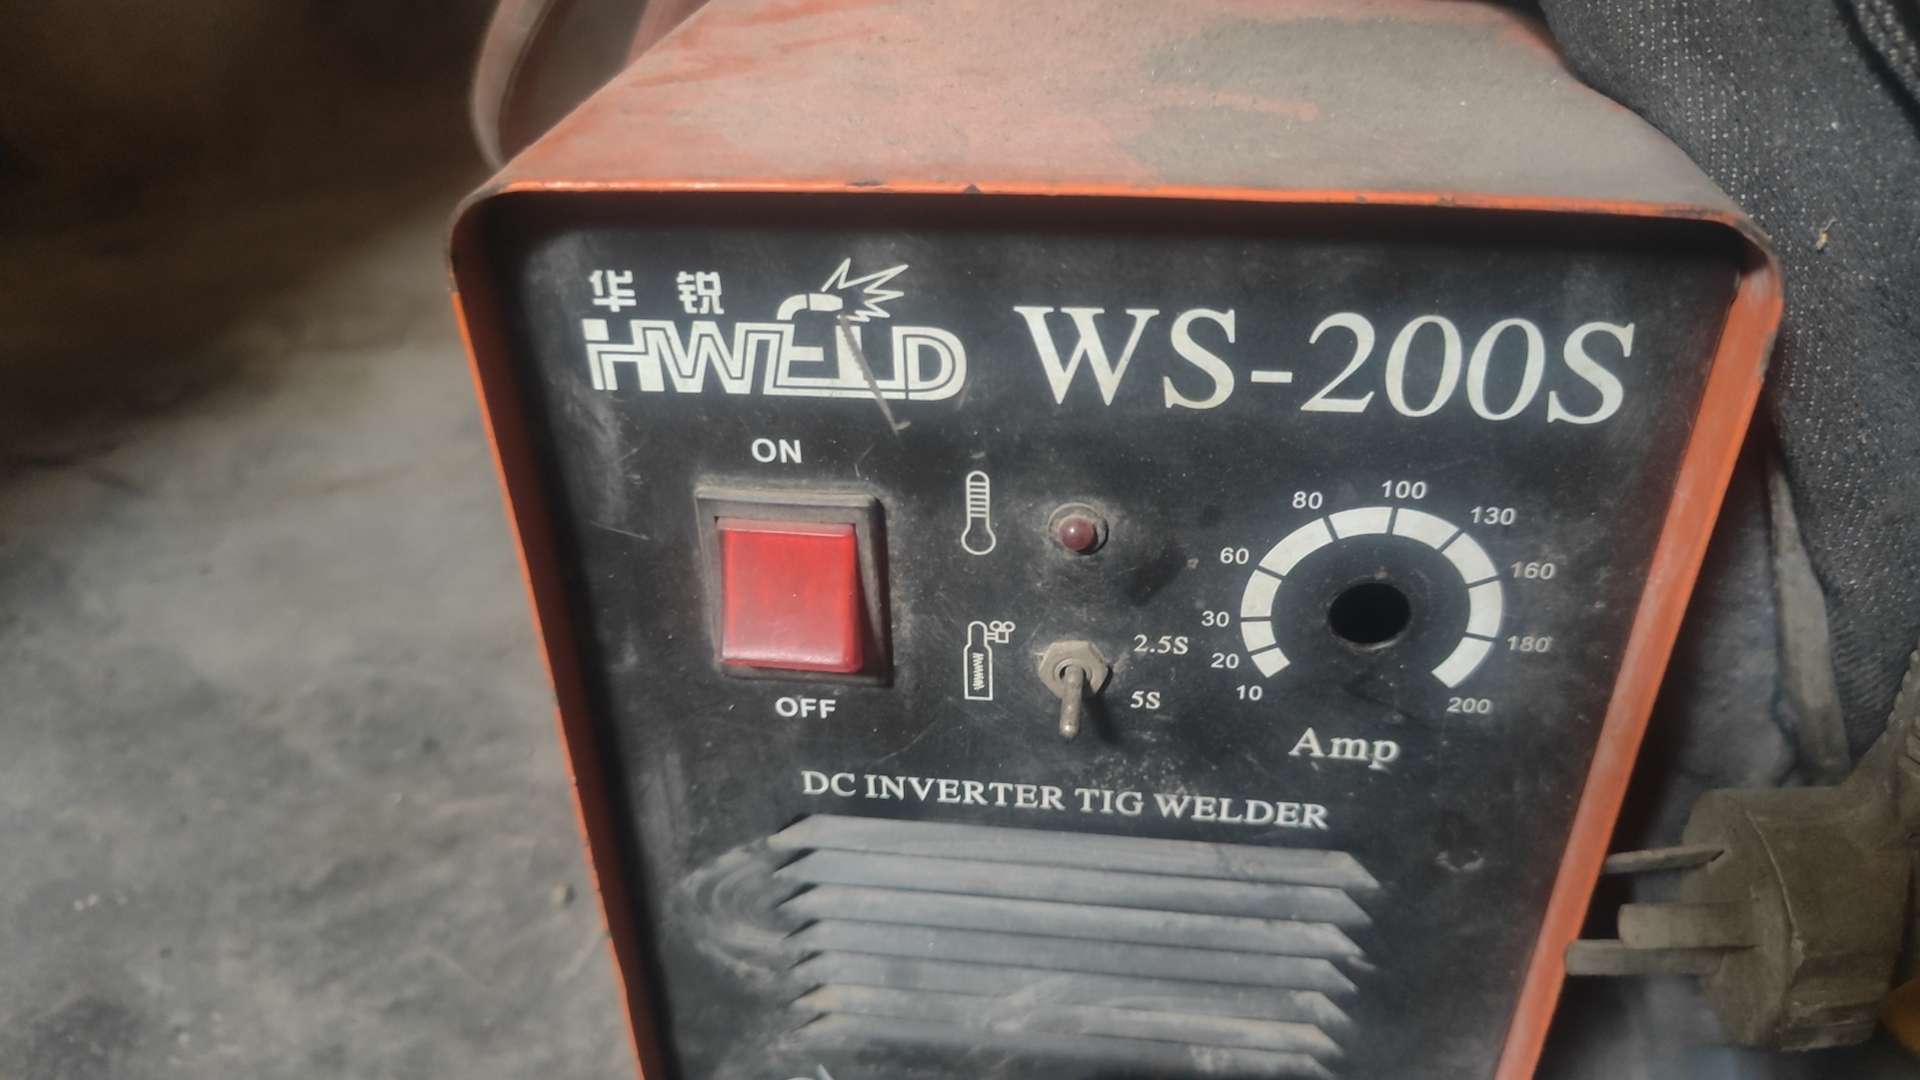 华锐
HWELD
WS-200S
ON
OFF
2.5S
5S
10
20
30
60
80
100
130
160
180
200
Amp
DC INVERTER TIG WELDER